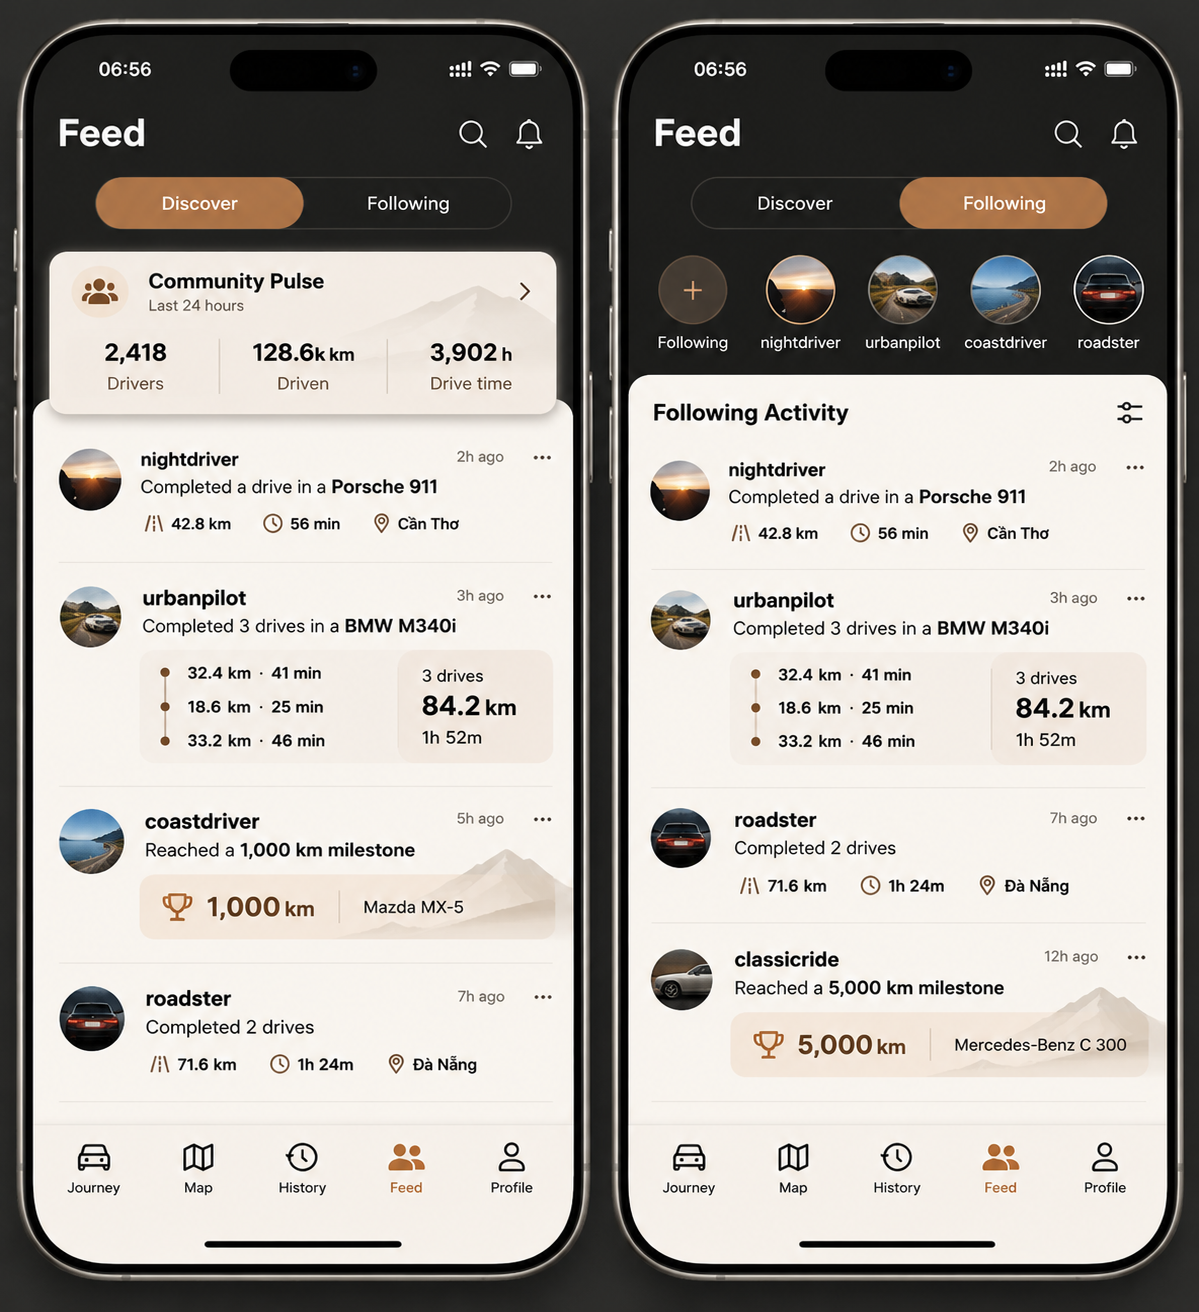 06:56
Feed
Discover
Following
Community Pulse
Last 24 hours
2,418
128.6k km
3,902 h
Drivers
Driven
Drive time
nightdriver
2h ago
Completed a drive in a Porsche 911
42.8 km
56 min
Cần Thơ
urbanpilot
3h ago
Completed 3 drives in a BMW M340i
32.4 km · 41 min
18.6 km · 25 min
33.2 km · 46 min
3 drives
84.2 km
1h 52m
coastdriver
5h ago
Reached a 1,000 km milestone
1,000 km
Mazda MX-5
roadster
7h ago
Completed 2 drives
71.6 km
1h 24m
Đà Nẵng
Journey
Map
History
Feed
Profile
06:56
Feed
Discover
Following
Following
nightdriver
urbanpilot
coastdriver
roadster
Following Activity
nightdriver
2h ago
Completed a drive in a Porsche 911
42.8 km
56 min
Cần Thơ
urbanpilot
3h ago
Completed 3 drives in a BMW M340i
32.4 km · 41 min
18.6 km · 25 min
33.2 km · 46 min
3 drives
84.2 km
1h 52m
roadster
7h ago
Completed 2 drives
71.6 km
1h 24m
Đà Nẵng
classicride
12h ago
Reached a 5,000 km milestone
5,000 km
Mercedes-Benz C 300
Journey
Map
History
Feed
Profile